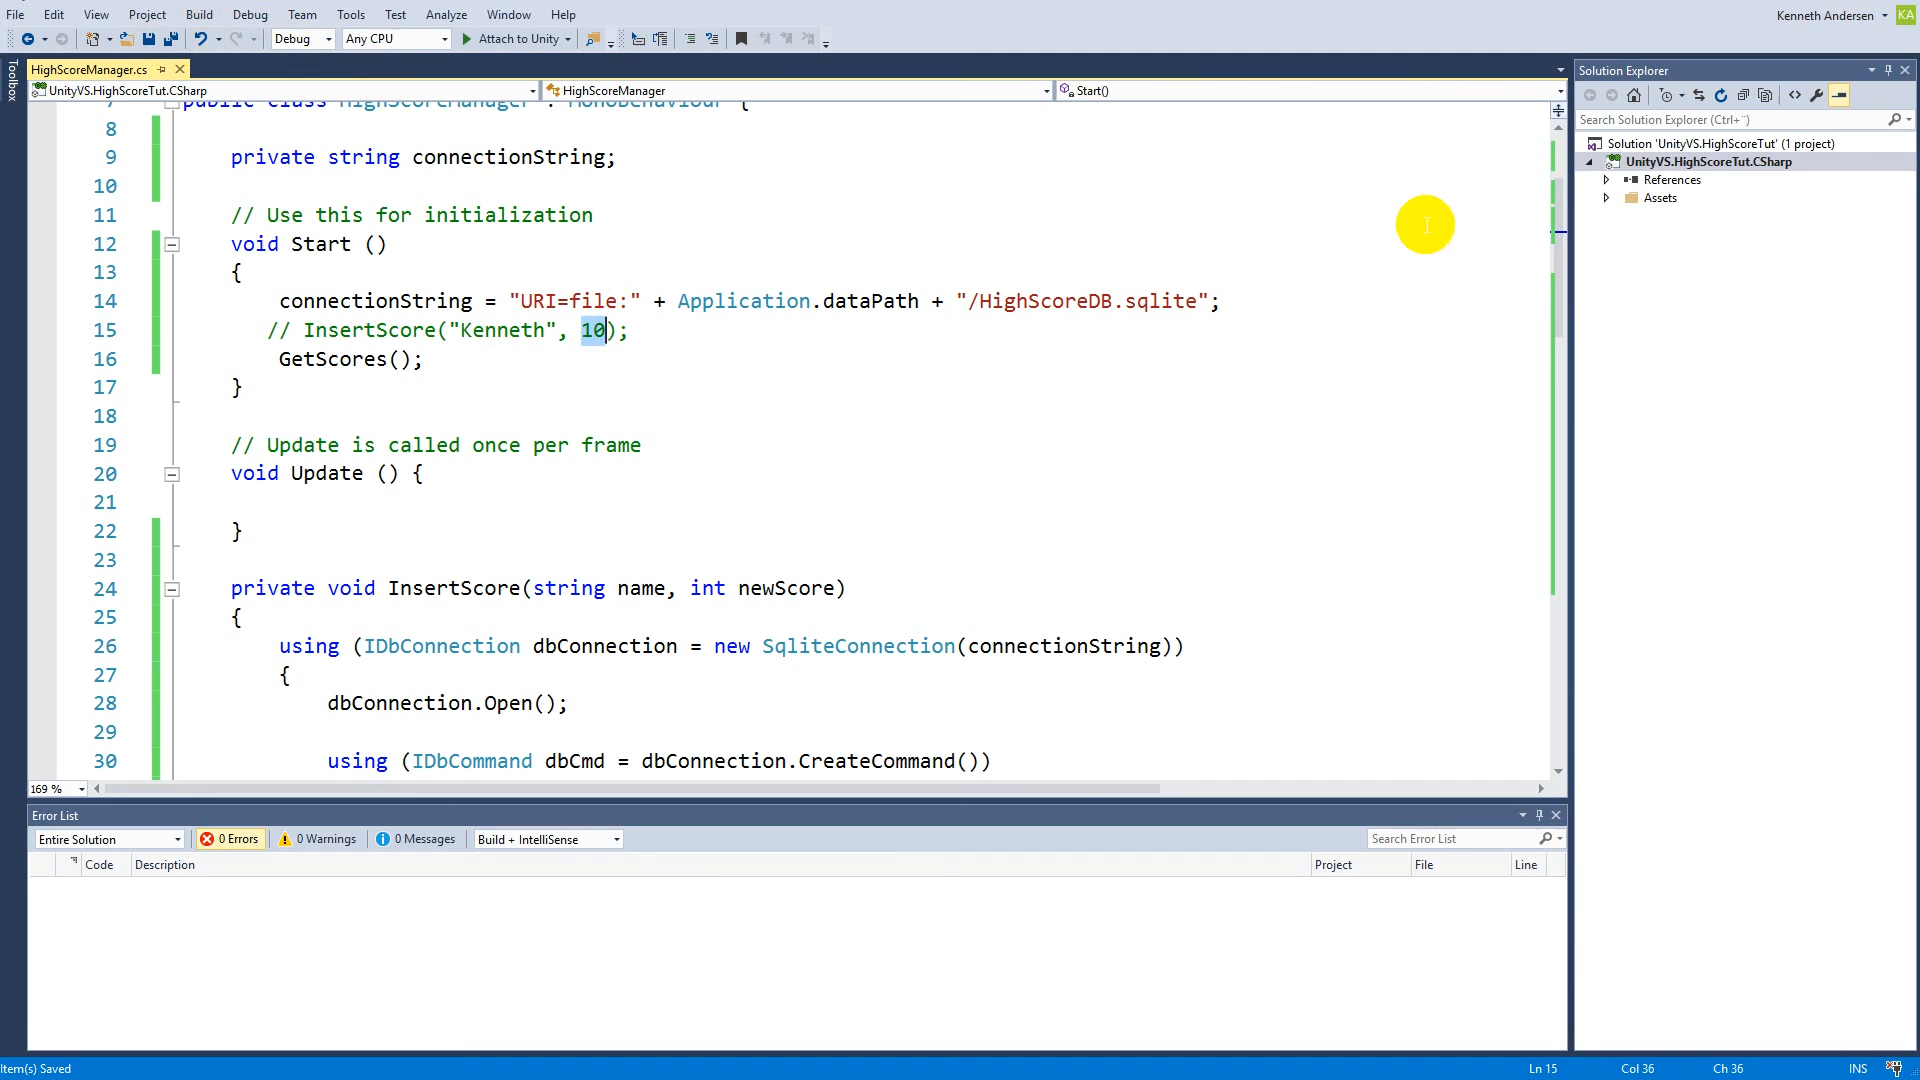 File Edit View Project Build Debug Team Tools Test Analyze Window Help Kenneth Andersen KA
Debug Any CPU Attach to Unity
Toolbox
HighScoreManager.cs
UnityVS.HighScoreTut.CSharp HighScoreManager Start()
7 public class HighScoreManager : MonoBehaviour {
8
9 private string connectionString;
10
11 // Use this for initialization
12 void Start ()
13 {
14 connectionString = "URI=file:" + Application.dataPath + "/HighScoreDB.sqlite";
15 // InsertScore("Kenneth", 10);
16 GetScores();
17 }
18
19 // Update is called once per frame
20 void Update () {
21
22 }
23
24 private void InsertScore(string name, int newScore)
25 {
26 using (IDbConnection dbConnection = new SqliteConnection(connectionString))
27 {
28 dbConnection.Open();
29
30 using (IDbCommand dbCmd = dbConnection.CreateCommand())
169 %
Solution Explorer
Search Solution Explorer (Ctrl+¨)
Solution 'UnityVS.HighScoreTut' (1 project)
UnityVS.HighScoreTut.CSharp
References
Assets
Error List
Entire Solution 0 Errors 0 Warnings 0 Messages Build + IntelliSense Search Error List
Code Description Project File Line
Item(s) Saved Ln 15 Col 36 Ch 36 INS